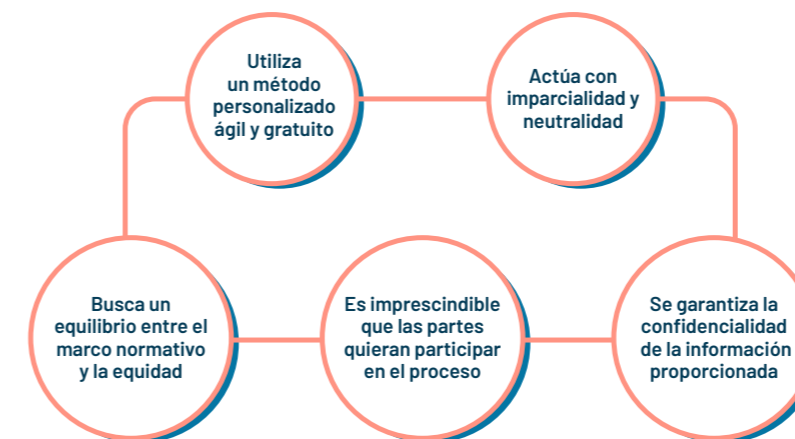 Utiliza
un método
personalizado
ágil y gratuito
Actúa con
imparcialidad y
neutralidad
Busca un
equilibrio entre el
marco normativo
y la equidad
Es imprescindible
que las partes
quieran participar
en el proceso
Se garantiza la
confidencialidad
de la información
proporcionada